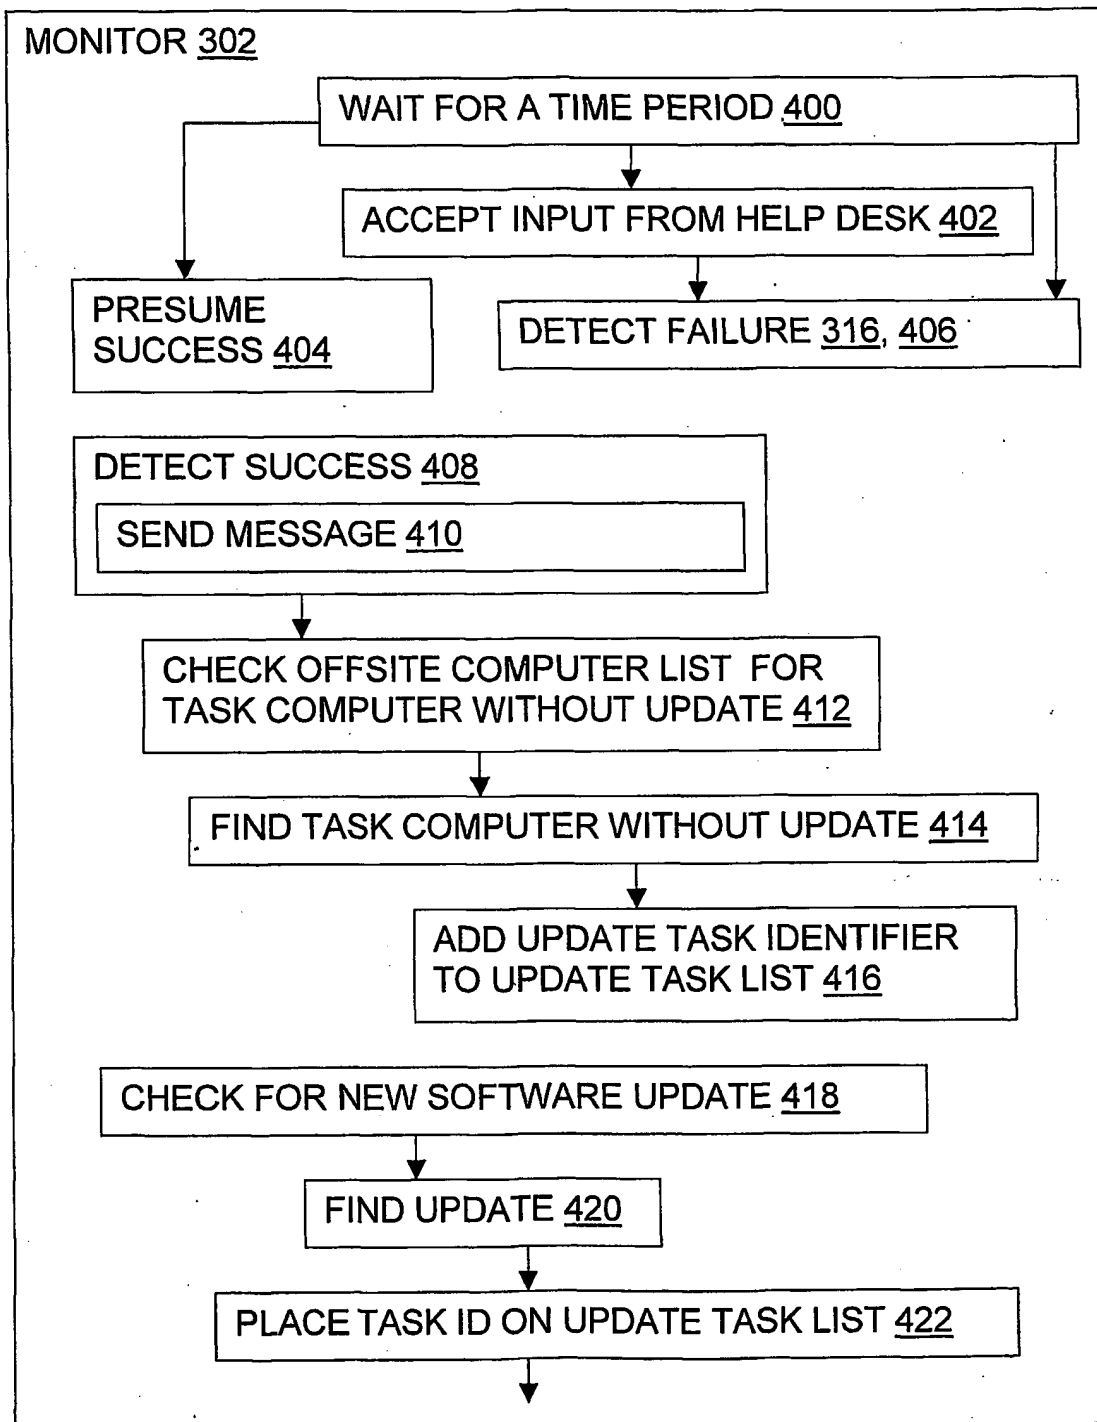 MONITOR 302
WAIT FOR A TIME PERIOD 400
ACCEPT INPUT FROM HELP DESK 402
PRESUME
SUCCESS 404
DETECT FAILURE 316, 406
DETECT SUCCESS 408
SEND MESSAGE 410
CHECK OFFSITE COMPUTER LIST FOR
TASK COMPUTER WITHOUT UPDATE 412
FIND TASK COMPUTER WITHOUT UPDATE 414
ADD UPDATE TASK IDENTIFIER
TO UPDATE TASK LIST 416
CHECK FOR NEW SOFTWARE UPDATE 418
FIND UPDATE 420
PLACE TASK ID ON UPDATE TASK LIST 422